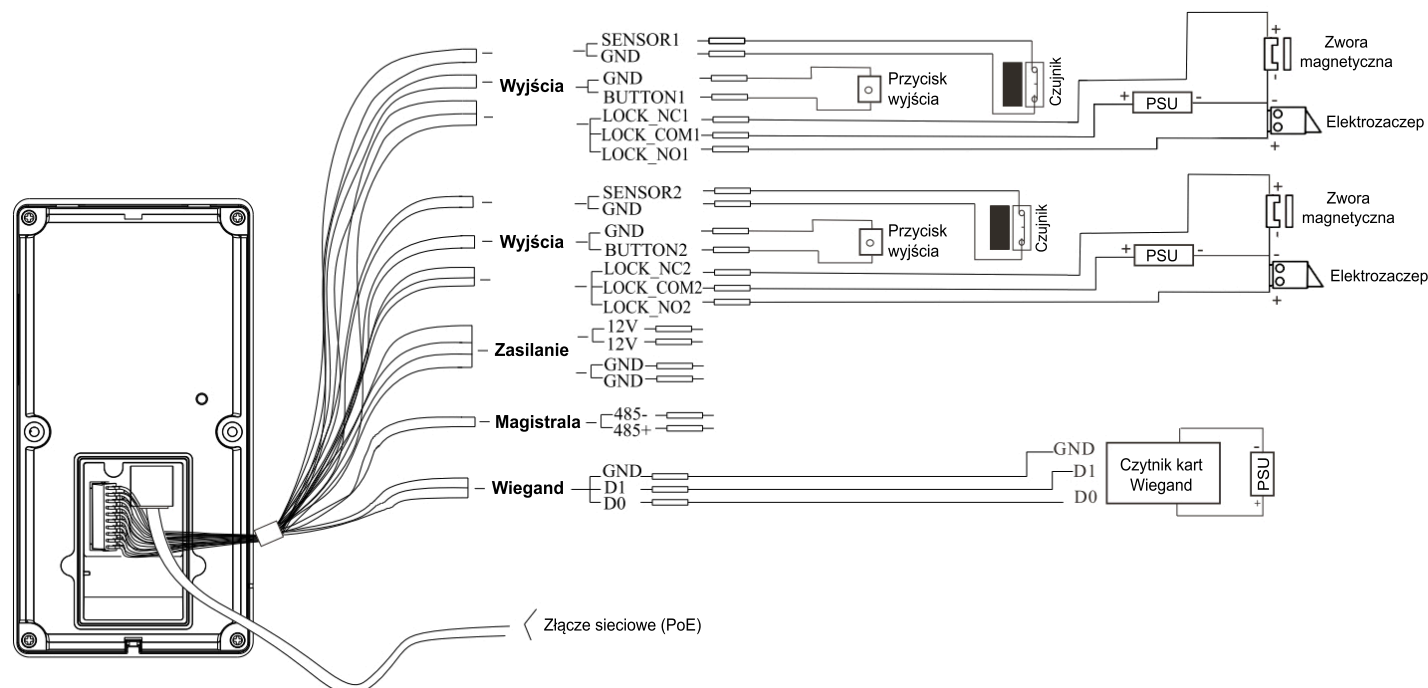 SENSOR1
GND
Wyjścia
GND
BUTTON1
Przycisk
wyjścia
Czujnik
LOCK_NC1
LOCK_COM1
LOCK_NO1
+ PSU -
+
Zwora
magnetyczna
-
-
Elektrozaczep
+
SENSOR2
GND
Wyjścia
GND
BUTTON2
Przycisk
wyjścia
Czujnik
LOCK_NC2
LOCK_COM2
LOCK_NO2
+ PSU -
+
Zwora
magnetyczna
-
-
Elektrozaczep
+
Zasilanie
12V
12V
GND
GND
Magistrala
485-
485+
Wiegand
GND
D1
D0
GND
D1
D0
Czytnik kart
Wiegand
- PSU +
Złącze sieciowe (PoE)